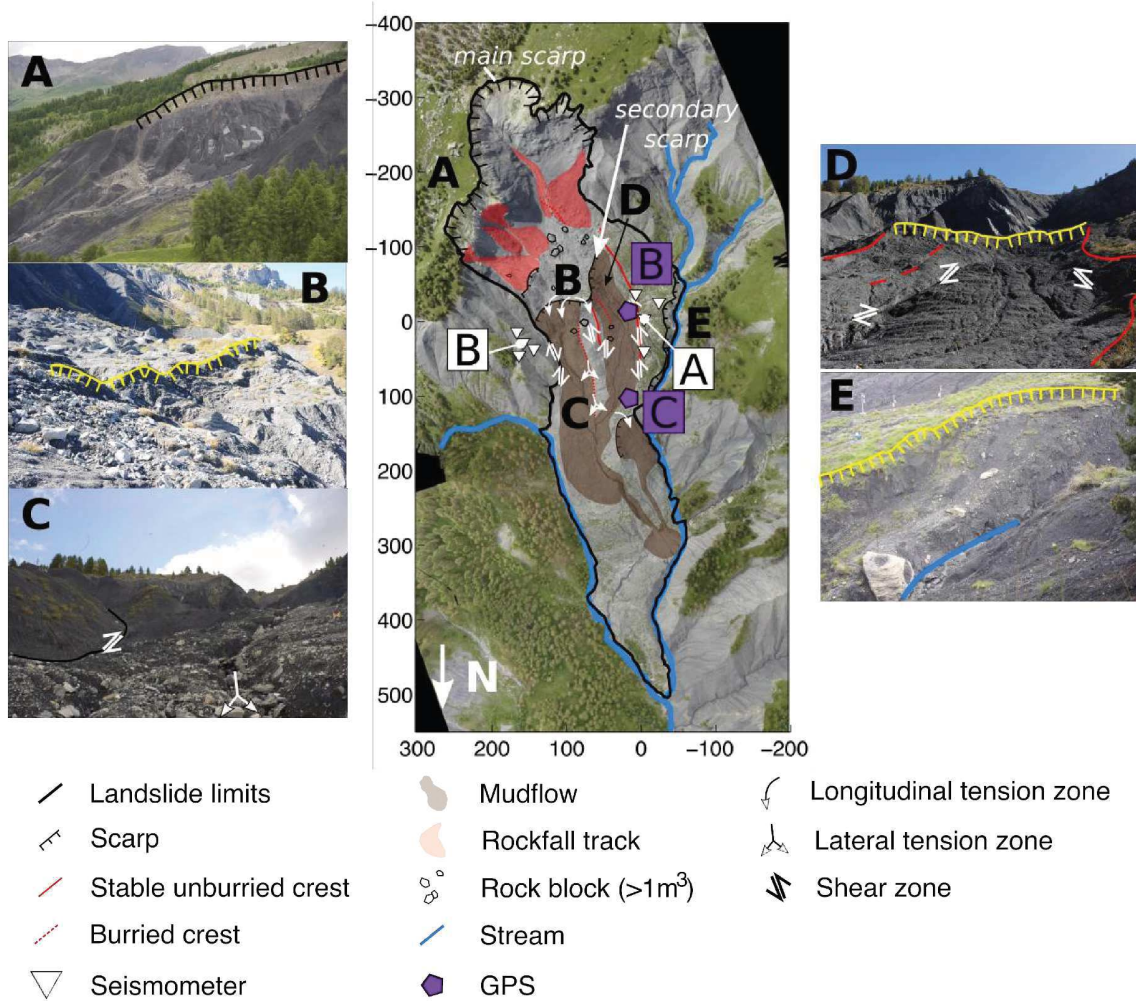 A
B
C
−400
−300
−200
−100
0
100
200
300
400
500
300 200 100 0 −100 −200
main scarp
secondary
scarp
A
D
B
B
E
B
A
C
C
N
D
E
Landslide limits
Scarp
Stable unburried crest
Burried crest
Seismometer
Mudflow
Rockfall track
Rock block (>1m³)
Stream
GPS
Longitudinal tension zone
Lateral tension zone
Shear zone